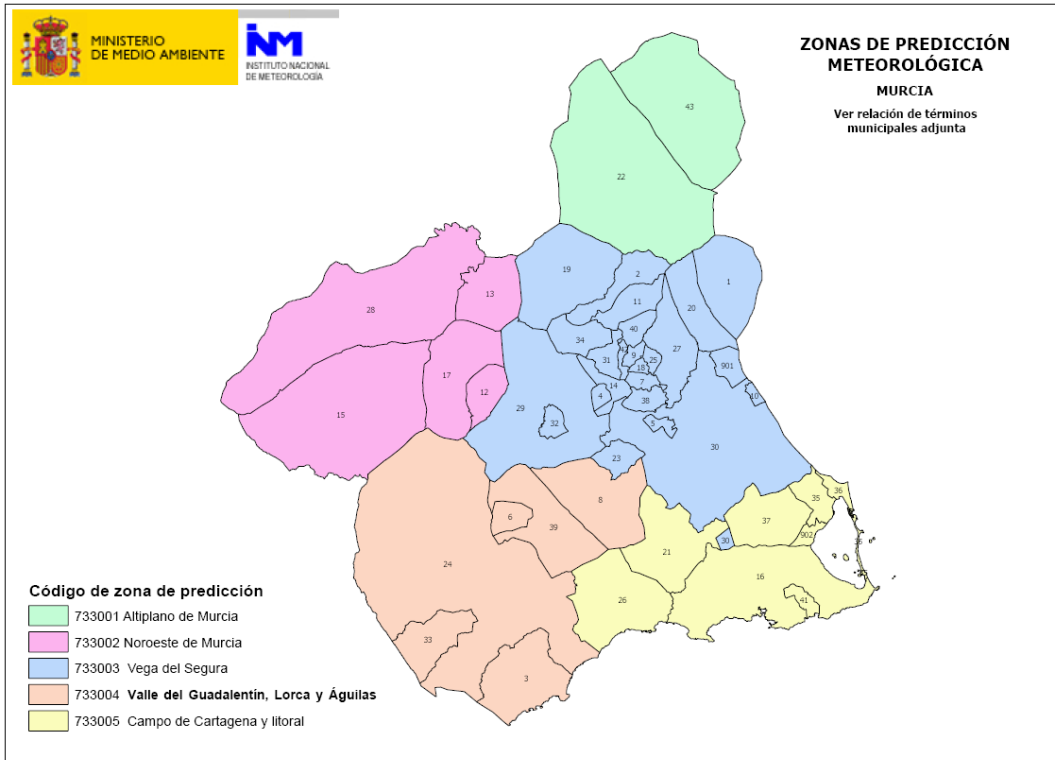 MINISTERIO
DE MEDIO AMBIENTE
INM
INSTITUTO NACIONAL
DE METEOROLOGÍA
ZONAS DE PREDICCIÓN
METEOROLÓGICA
MURCIA
Ver relación de términos
municipales adjunta
43
22
19
2
1
13
28
11
20
40
34
27
9
31
25
901
18
17
7
14
12
4
38
10
15
29
32
5
30
23
35
36
8
6
37
39
30
902
36
21
24
16
26
41
33
3
Código de zona de predicción
733001 Altiplano de Murcia
733002 Noroeste de Murcia
733003 Vega del Segura
733004 Valle del Guadalentín, Lorca y Águilas
733005 Campo de Cartagena y litoral